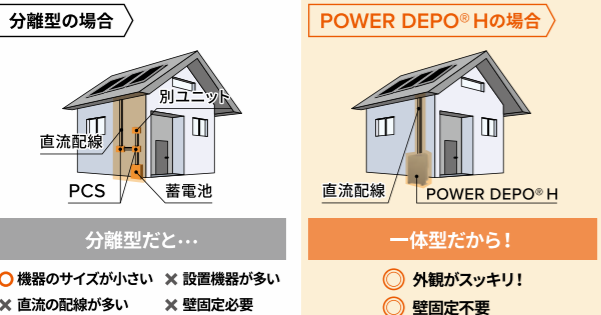 分離型の場合
別ユニット
直流配線
PCS
蓄電池
分離型だと…
○ 機器のサイズが小さい
× 設置機器が多い
× 直流の配線が多い
× 壁固定必要
POWER DEPO® Hの場合
直流配線
POWER DEPO® H
一体型だから!
◎ 外観がスッキリ!
◎ 壁固定不要